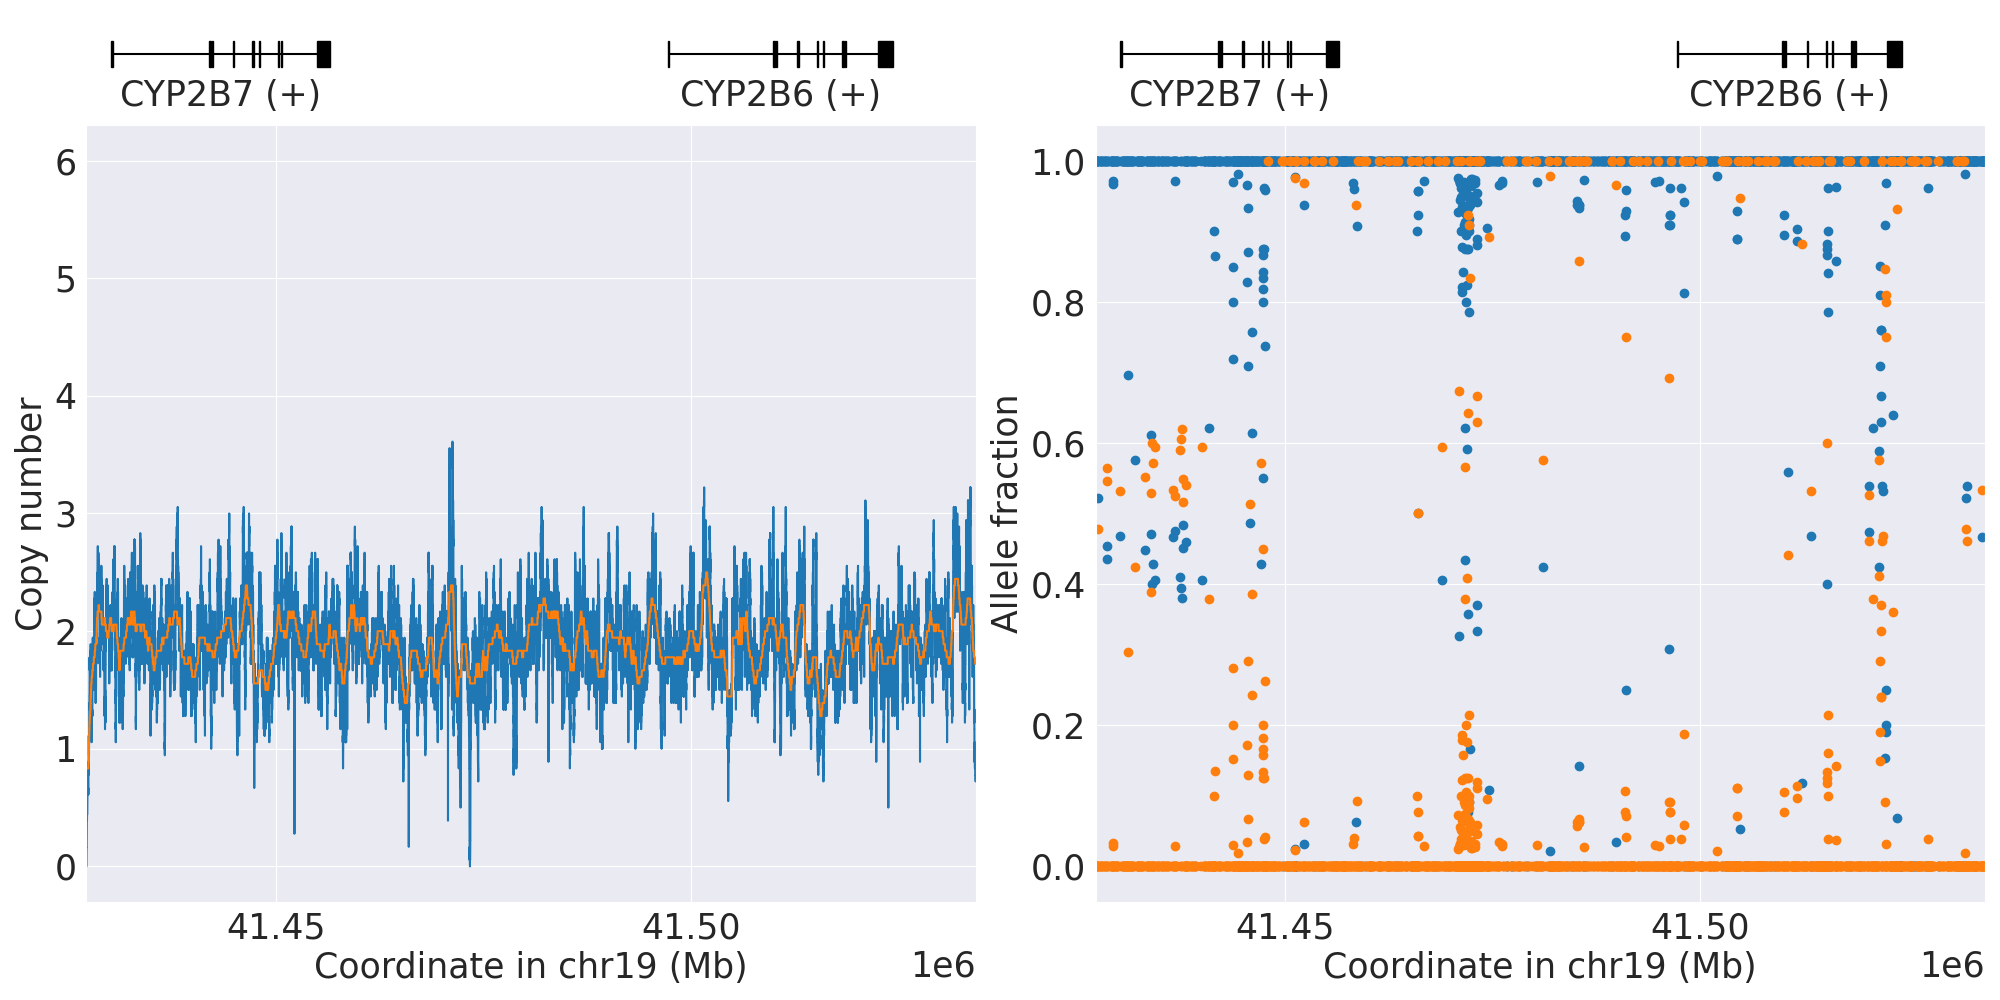 CYP2B7 (+)
CYP2B6 (+)
6
5
4
3
2
1
0
Copy number
41.45
41.50
Coordinate in chr19 (Mb)
1e6
CYP2B7 (+)
CYP2B6 (+)
1.0
0.8
0.6
0.4
0.2
0.0
Allele fraction
41.45
41.50
Coordinate in chr19 (Mb)
1e6